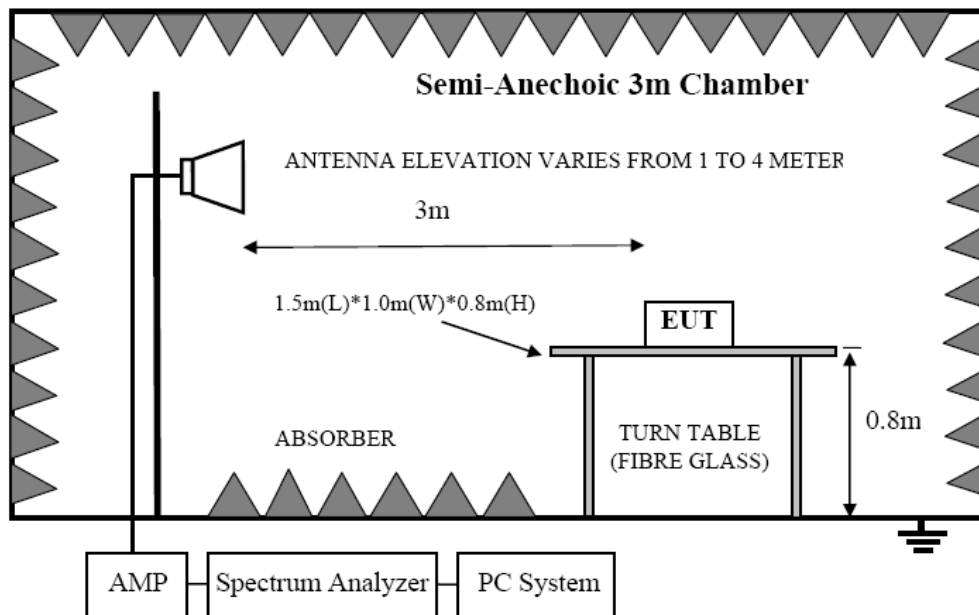 Semi-Anechoic 3m Chamber
ANTENNA ELEVATION VARIES FROM 1 TO 4 METER
3m
1.5m(L)*1.0m(W)*0.8m(H)
EUT
0.8m
ABSORBER
TURN TABLE
(FIBRE GLASS)
AMP
Spectrum Analyzer
PC System